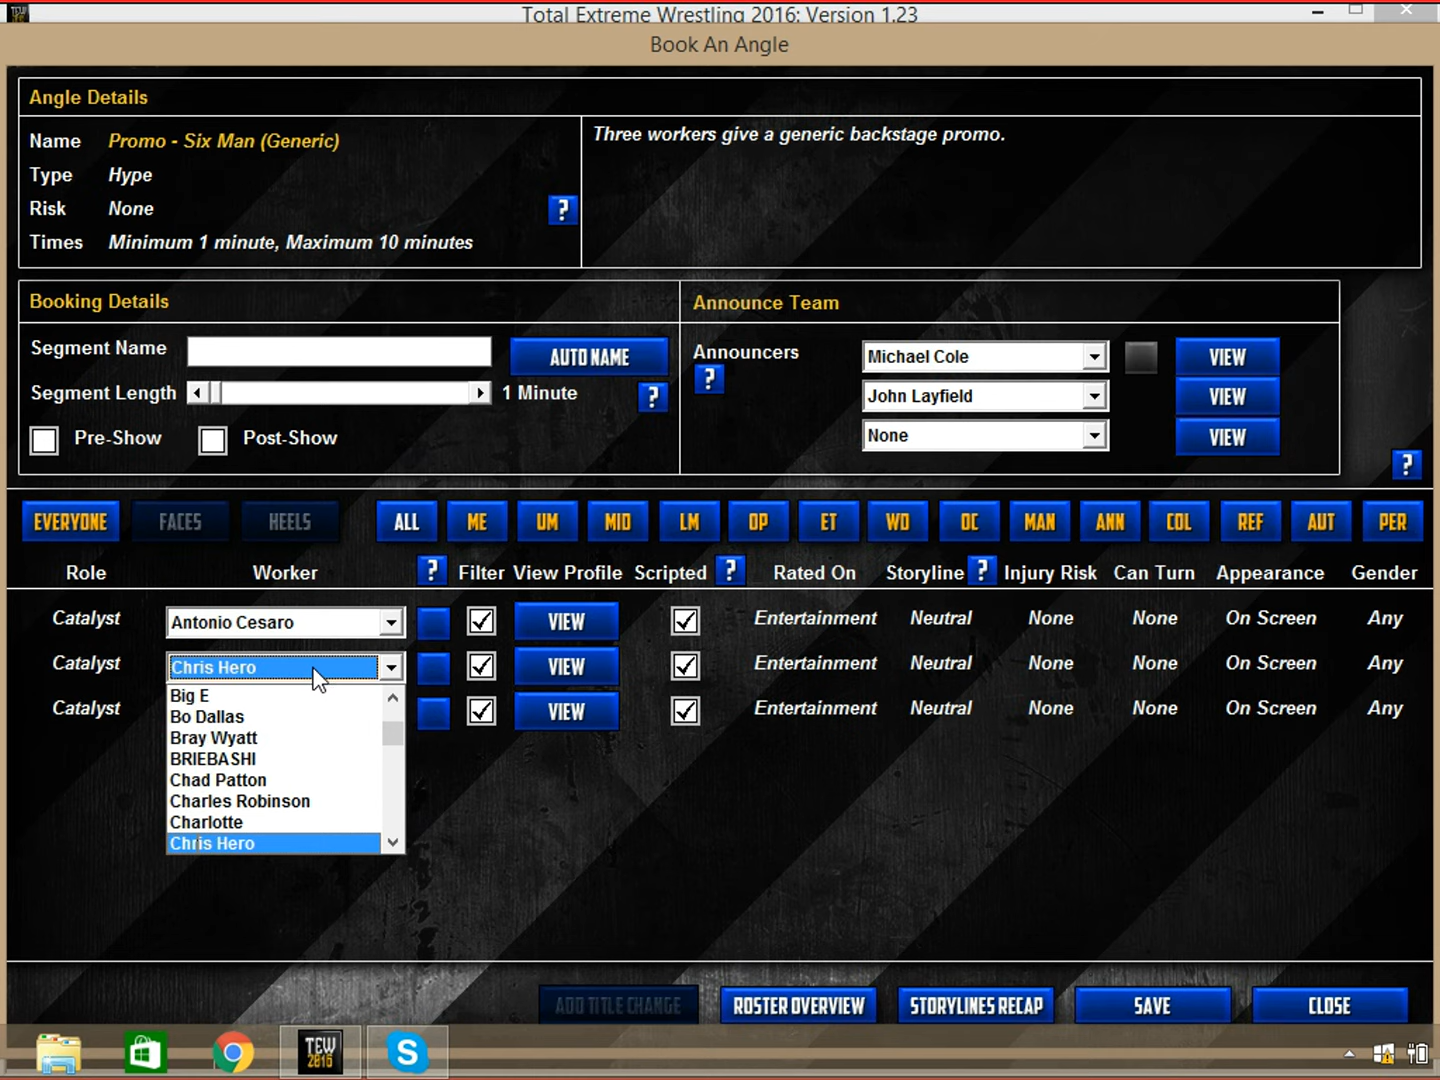 Total Extreme Wrestling 2016: Version 1.23
Book An Angle
Angle Details
Name Promo - Six Man (Generic)
Three workers give a generic backstage promo.
Type Hype
Risk None
?
Times Minimum 1 minute, Maximum 10 minutes
Booking Details
Announce Team
Segment Name
AUTO NAME
Announcers
Michael Cole
VIEW
Segment Length
1 Minute
?
?
John Layfield
VIEW
Pre-Show
Post-Show
None
VIEW
?
EVERYONE FACES HEELS ALL ME UM MID LM OP ET WD OC MAN ANN COL REF AUT PER
Role Worker ? Filter View Profile Scripted ? Rated On Storyline ? Injury Risk Can Turn Appearance Gender
Catalyst Antonio Cesaro VIEW Entertainment Neutral None None On Screen Any
Catalyst Chris Hero VIEW Entertainment Neutral None None On Screen Any
Catalyst VIEW Entertainment Neutral None None On Screen Any
Big E
Bo Dallas
Bray Wyatt
BRIEBASHI
Chad Patton
Charles Robinson
Charlotte
Chris Hero
ADD TITLE CHANGE ROSTER OVERVIEW STORYLINES RECAP SAVE CLOSE
TEW
2016
S